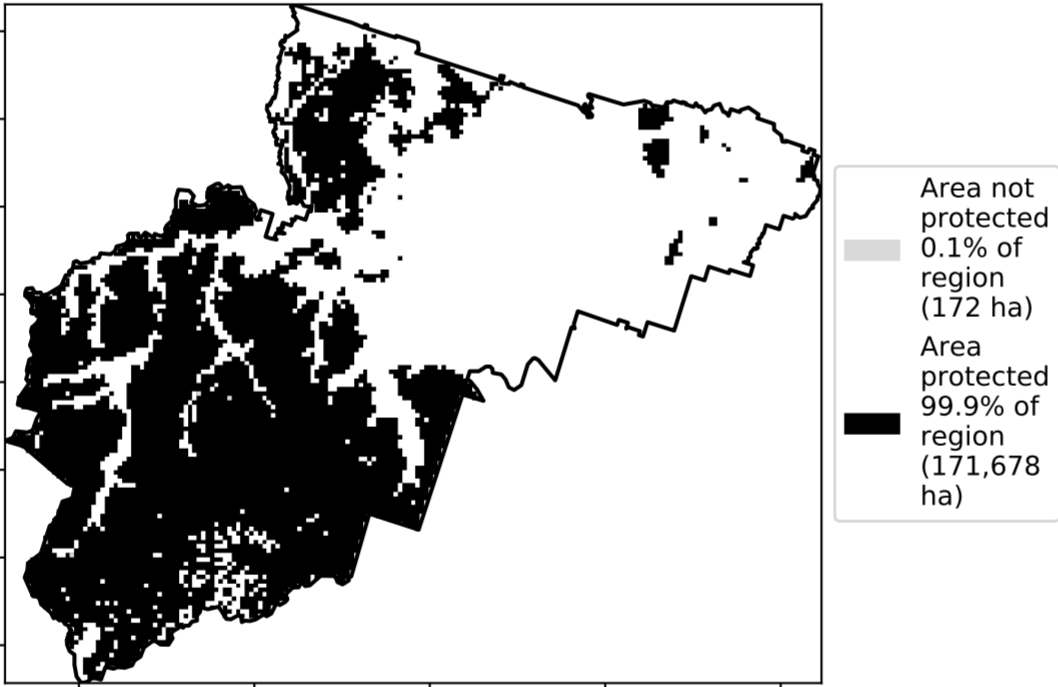 Area not
protected
0.1% of
region
(172 ha)
Area
protected
99.9% of
region
(171,678
ha)